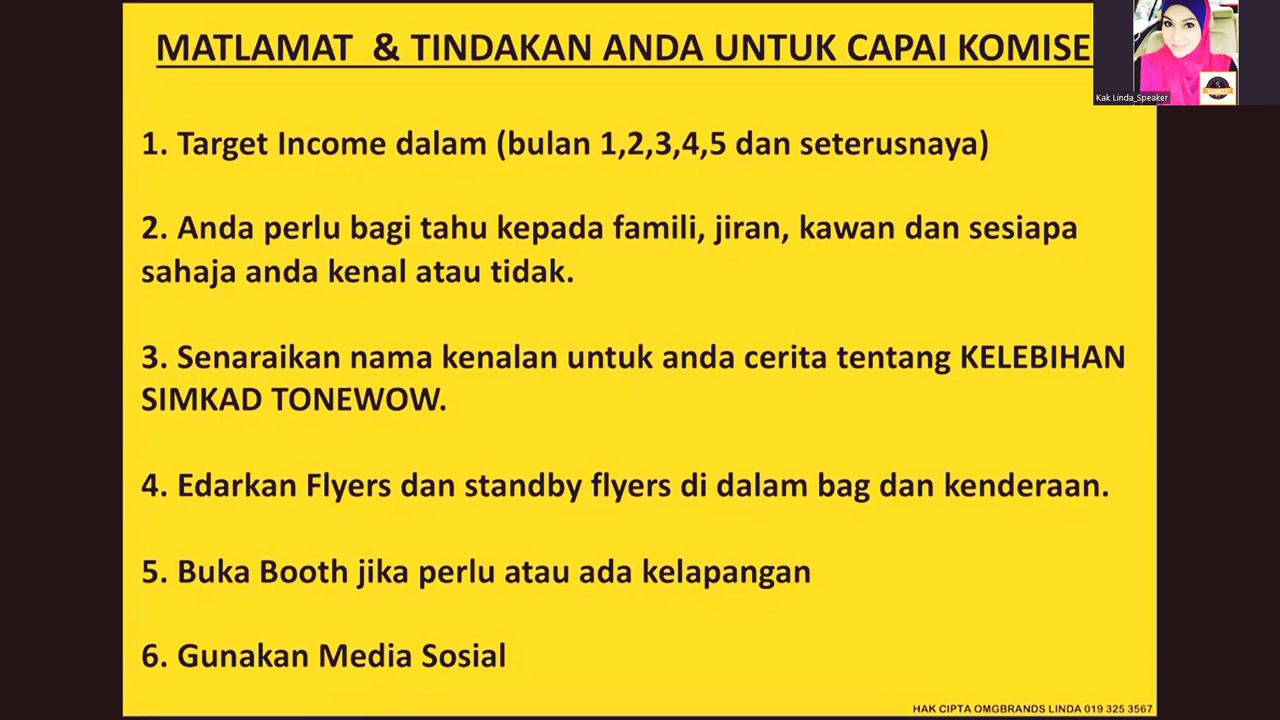 MATLAMAT & TINDAKAN ANDA UNTUK CAPAI KOMISE
Kak Linda_Speaker
1. Target Income dalam (bulan 1,2,3,4,5 dan seterusnaya)
2. Anda perlu bagi tahu kepada famili, jiran, kawan dan sesiapa
sahaja anda kenal atau tidak.
3. Senaraikan nama kenalan untuk anda cerita tentang KELEBIHAN
SIMKAD TONEWOW.
4. Edarkan Flyers dan standby flyers di dalam bag dan kenderaan.
5. Buka Booth jika perlu atau ada kelapangan
6. Gunakan Media Sosial
HAK CIPTA OMGBRANDS LINDA 019 325 3567